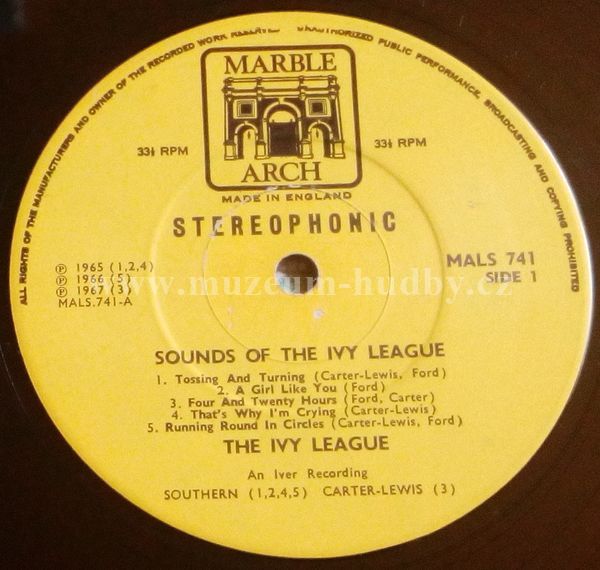 ALL RIGHTS OF THE MANUFACTURERS AND OWNER OF THE RECORDED WORK RESERVED UNAUTHORIZED PUBLIC PERFORMANCE, BROADCASTING AND COPYING PROHIBITED
MARBLE
ARCH
33⅓ RPM
33⅓ RPM
MADE IN ENGLAND
STEREOPHONIC
℗ 1965 (1,2,4)
℗ 1966 (5)
℗ 1967 (3)
MALS.741-A
MALS 741
SIDE 1
www.muzeum-hudby.cz
SOUNDS OF THE IVY LEAGUE
1. Tossing And Turning (Carter-Lewis, Ford)
2. A Girl Like You (Ford)
3. Four And Twenty Hours (Ford, Carter)
4. That's Why I'm Crying (Carter-Lewis)
5. Running Round In Circles (Carter-Lewis, Ford)
THE IVY LEAGUE
An Iver Recording
SOUTHERN (1,2,4,5) CARTER-LEWIS (3)